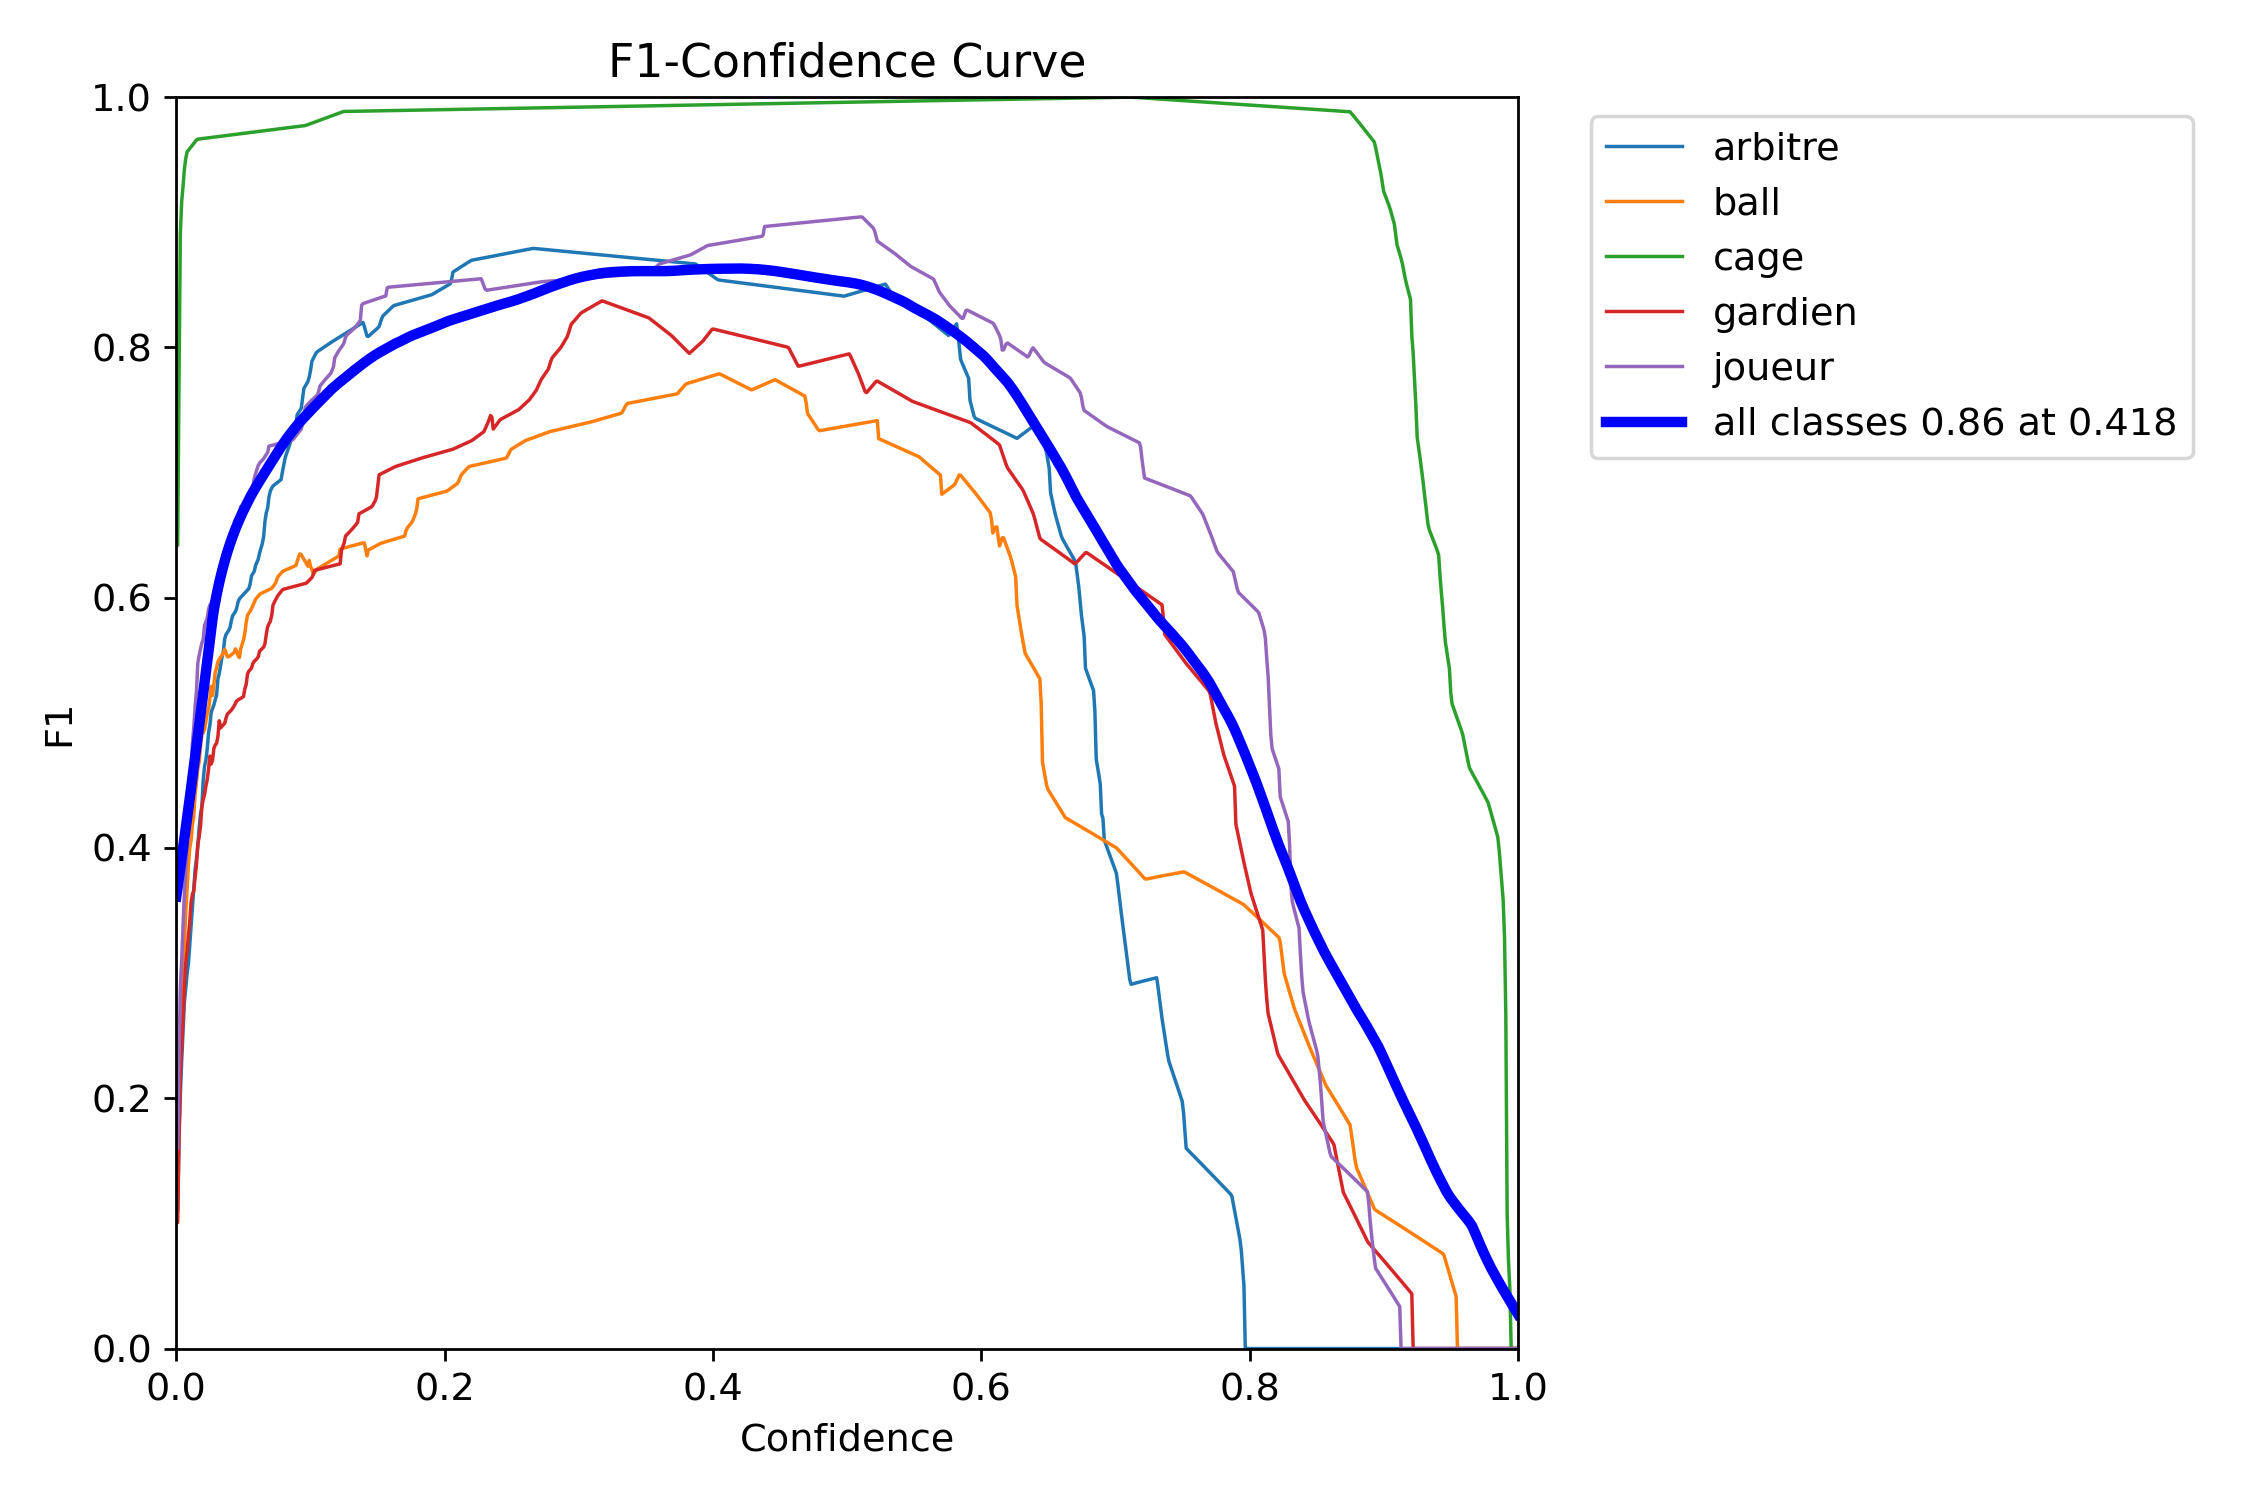 F1-Confidence Curve
1.0
0.8
0.6
0.4
0.2
0.0
F1
0.0 0.2 0.4 0.6 0.8 1.0
Confidence
arbitre
ball
cage
gardien
joueur
all classes 0.86 at 0.418